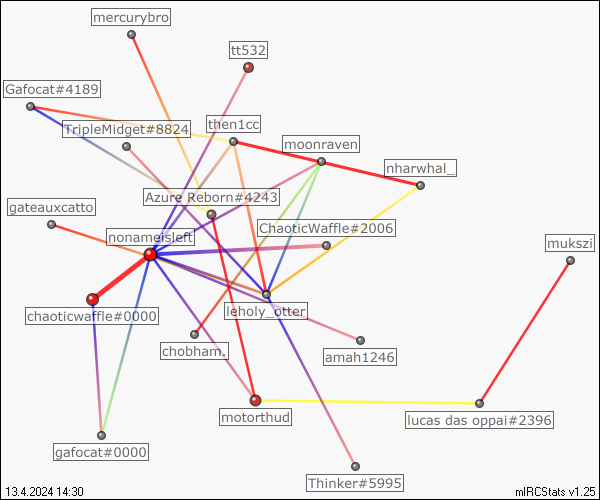 mercurybro
tt532
Gafocat#4189
then1cc
TripleMidget#8824
moonraven
nharwhal_
Azure Reborn#4243
gateauxcatto
ChaoticWaffle#2006
nonameisleft
mukszi
leholy_otter
chaoticwaffle#0000
chobham.
amah1246
motorthud
lucas das oppai#2396
gafocat#0000
Thinker#5995
13.4.2024 14:30
mIRCStats v1.25